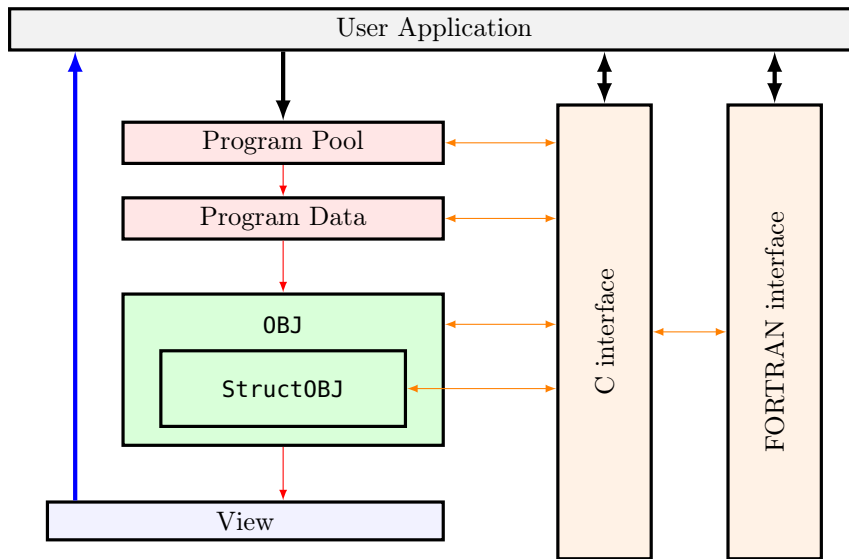 User Application
Program Pool
Program Data
OBJ
StructOBJ
View
C interface
FORTRAN interface